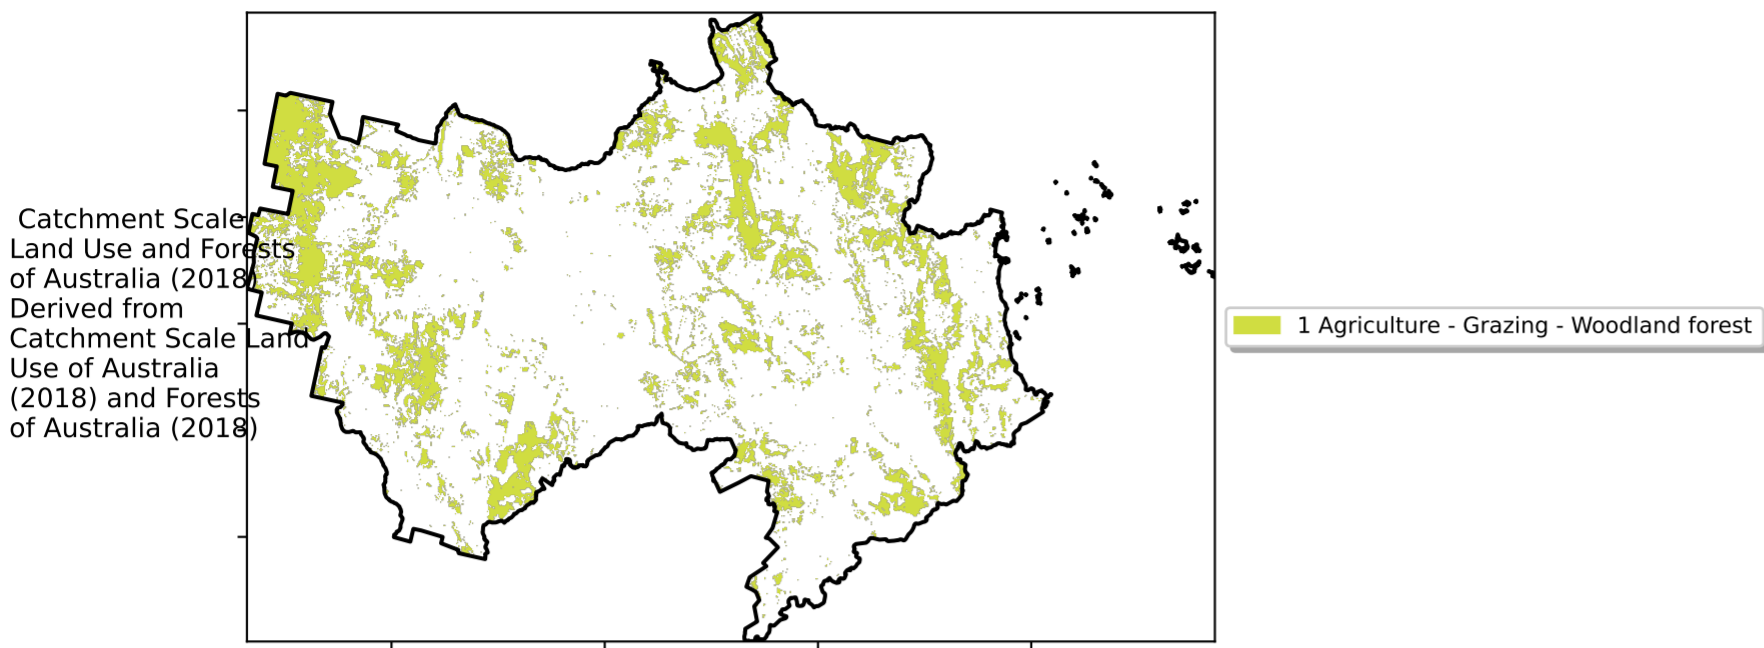 Catchment Scale
Land Use and Forests
of Australia (2018)
Derived from
Catchment Scale Land
Use of Australia
(2018) and Forests
of Australia (2018)
1 Agriculture - Grazing - Woodland forest